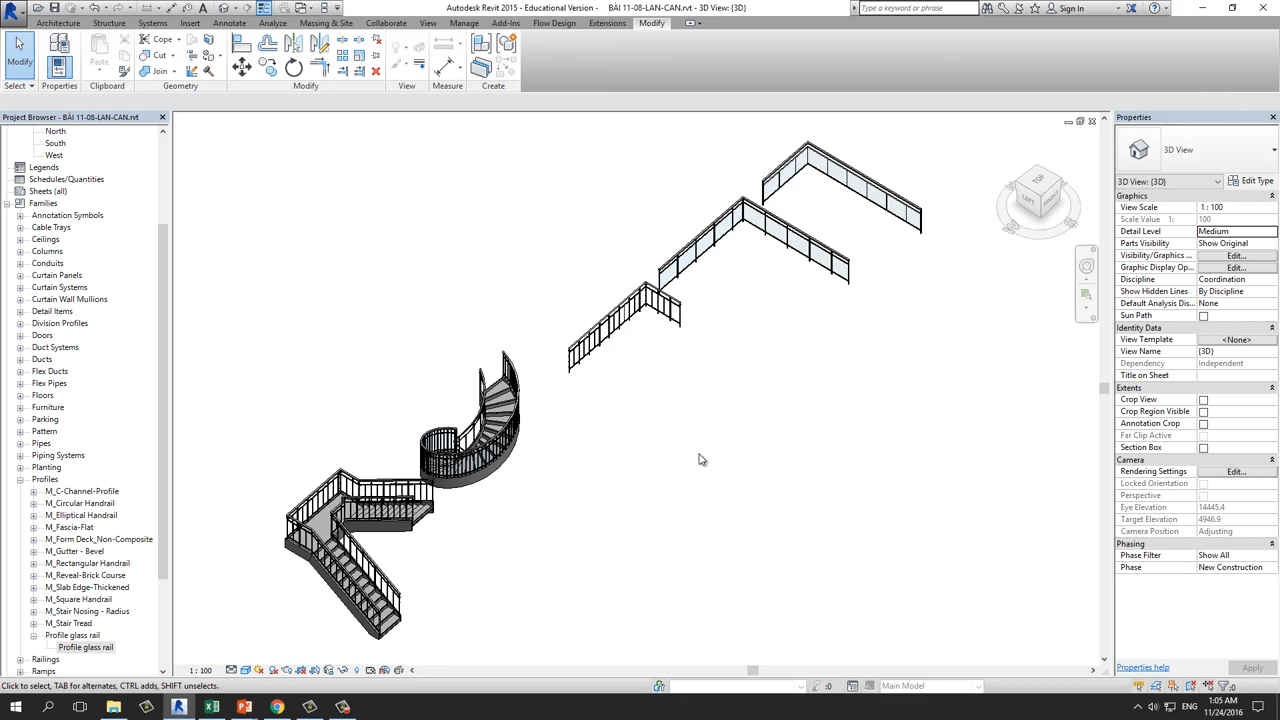 Autodesk Revit 2015 - Educational Version - BÀI 11-08-LAN-CAN.rvt - 3D View: {3D}
Type a keyword or phrase
Sign In
Architecture Structure Systems Insert Annotate Analyze Massing & Site Collaborate View Manage Add-Ins Flow Design Extensions Modify
Modify
Paste
Cope
Cut
Join
Select Properties Clipboard Geometry Modify View Measure Create
Project Browser - BÀI 11-08-LAN-CAN.rvt
North
South
West
Legends
Schedules/Quantities
Sheets (all)
Families
Annotation Symbols
Cable Trays
Ceilings
Columns
Conduits
Curtain Panels
Curtain Systems
Curtain Wall Mullions
Detail Items
Division Profiles
Doors
Duct Systems
Ducts
Flex Ducts
Flex Pipes
Floors
Furniture
Parking
Pattern
Pipes
Piping Systems
Planting
Profiles
M_C-Channel-Profile
M_Circular Handrail
M_Elliptical Handrail
M_Fascia-Flat
M_Form Deck_Non-Composite
M_Gutter - Bevel
M_Rectangular Handrail
M_Reveal-Brick Course
M_Slab Edge-Thickened
M_Square Handrail
M_Stair Nosing - Radius
M_Stair Tread
Profile glass rail
Profile glass rail
Railings
Ramps
TOP
LEFT
FRONT
Properties
3D View
3D View: {3D} Edit Type
Graphics
View Scale 1 : 100
Scale Value 1: 100
Detail Level Medium
Parts Visibility Show Original
Visibility/Graphics ... Edit...
Graphic Display Op... Edit...
Discipline Coordination
Show Hidden Lines By Discipline
Default Analysis Dis... None
Sun Path
Identity Data
View Template <None>
View Name {3D}
Dependency Independent
Title on Sheet
Extents
Crop View
Crop Region Visible
Annotation Crop
Far Clip Active
Section Box
Camera
Rendering Settings Edit...
Locked Orientation
Perspective
Eye Elevation 14445.4
Target Elevation 4946.9
Camera Position Adjusting
Phasing
Phase Filter Show All
Phase New Construction
Properties help Apply
1 : 100
Click to select, TAB for alternates, CTRL adds, SHIFT unselects.
:0
Main Model
:0
ENG
1:05 AM
11/24/2016